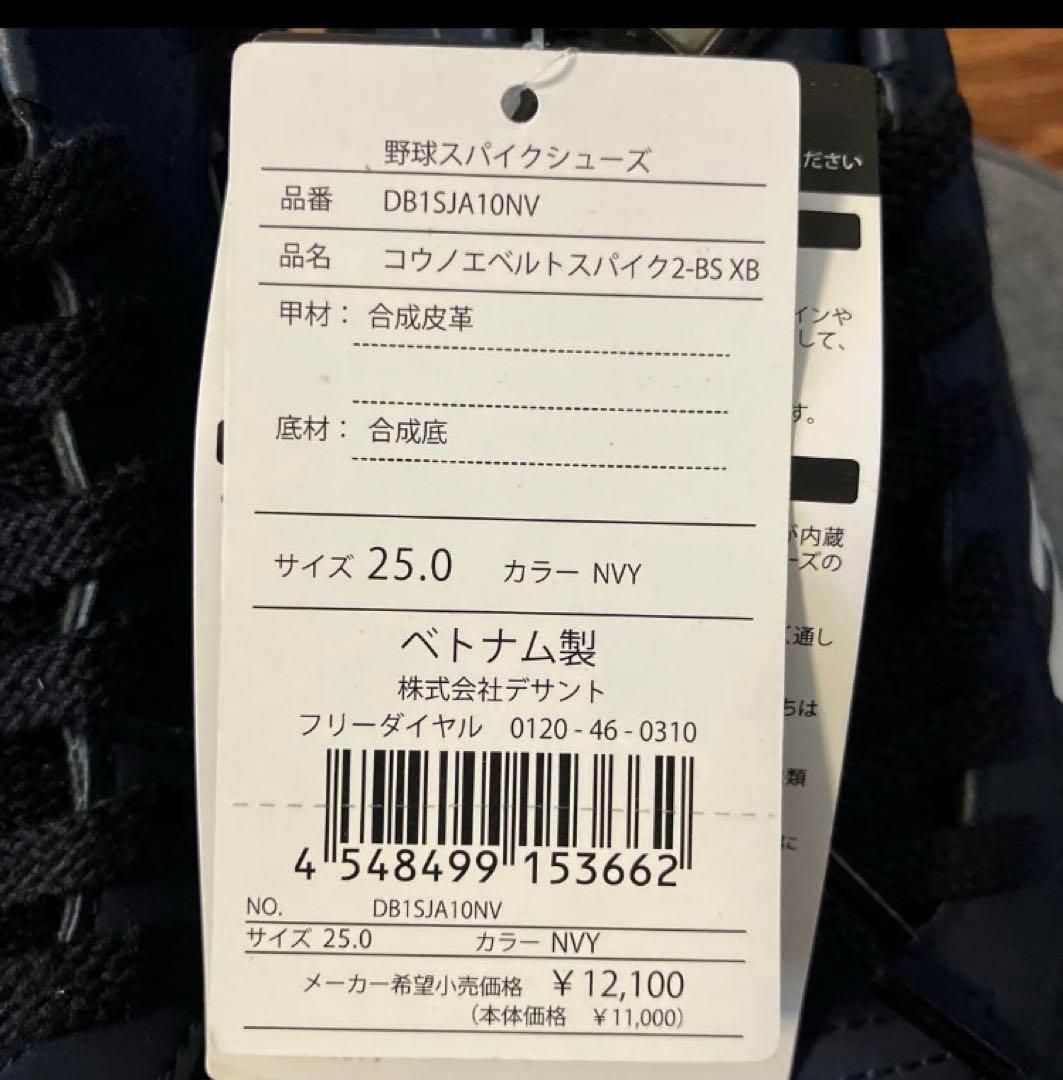 野球スパイクシューズ
品番 DB1SJA10NV
品名 コウノエベルトスパイク2-BS XB
甲材： 合成皮革
底材： 合成底
サイズ 25.0 カラー NVY
ベトナム製
株式会社デサント
フリーダイヤル 0120-46-0310
4 548499 153662
NO. DB1SJA10NV
サイズ 25.0 カラー NVY
メーカー希望小売価格 ￥12,100
（本体価格 ￥11,000）
ださい
インや
して、
す。
が内蔵
ーズの
く通し
ちは
類
に